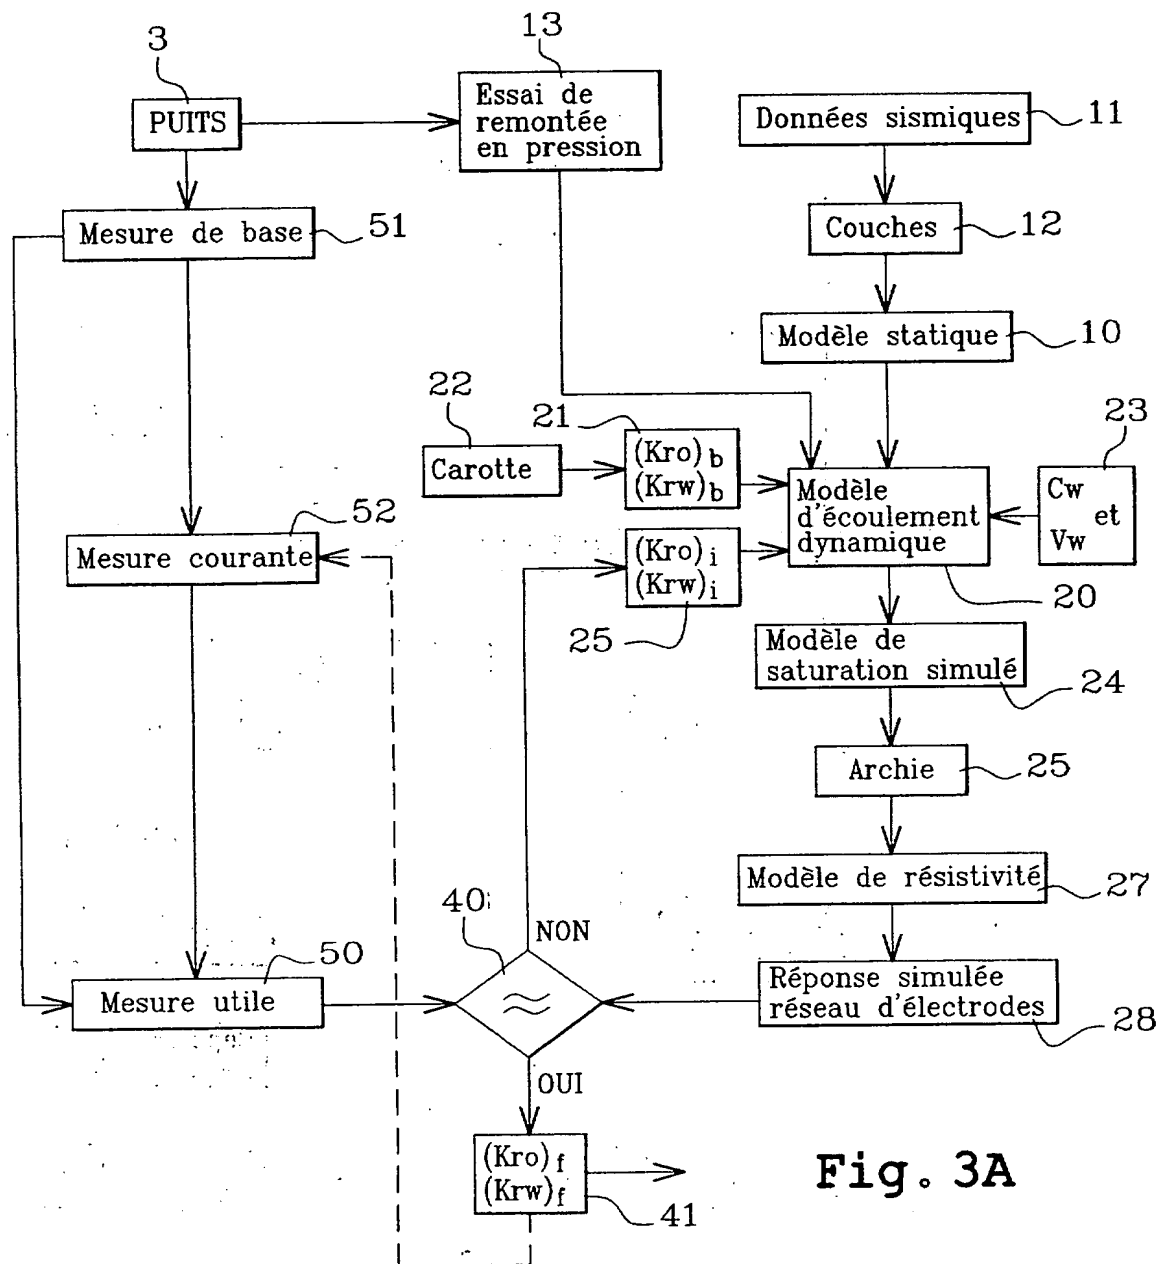 3
PUITS
13
Essai de
remontée
en pression
Données sismiques
11
Mesure de base
51
Couches
12
Modèle statique
10
22
Carotte
21
(Kro)b
(Krw)b
23
Cw
et
Vw
Modèle
d'écoulement
dynamique
20
52
Mesure courante
(Kro)i
(Krw)i
25
Modèle de
saturation simulé
24
Archie
25
Modèle de résistivité
27
40
NON
50
Mesure utile
≈
Réponse simulée
réseau d'électrodes
28
OUI
(Kro)f
(Krw)f
41
Fig. 3A